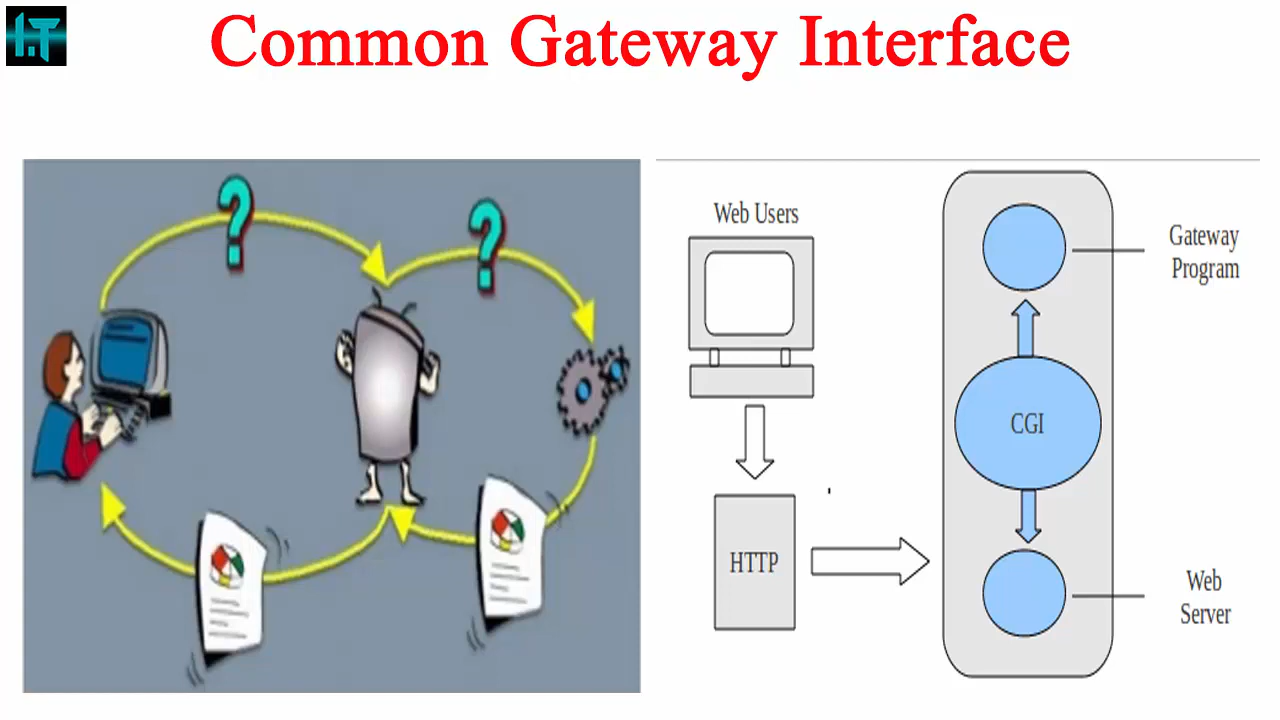 I.T
Common Gateway Interface
Web Users
Gateway
Program
CGI
HTTP
Web
Server